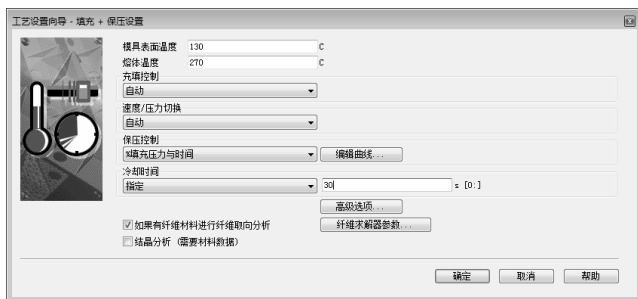 工艺设置向导 - 填充 + 保压设置
模具表面温度 130 C
熔体温度 270 C
充填控制
自动
速度/压力切换
自动
保压控制
%填充压力与时间 编辑曲线...
冷却时间
指定 30 s [0:]
高级选项...
如果有纤维材料进行纤维取向分析 纤维求解器参数...
结晶分析 (需要材料数据)
确定 取消 帮助